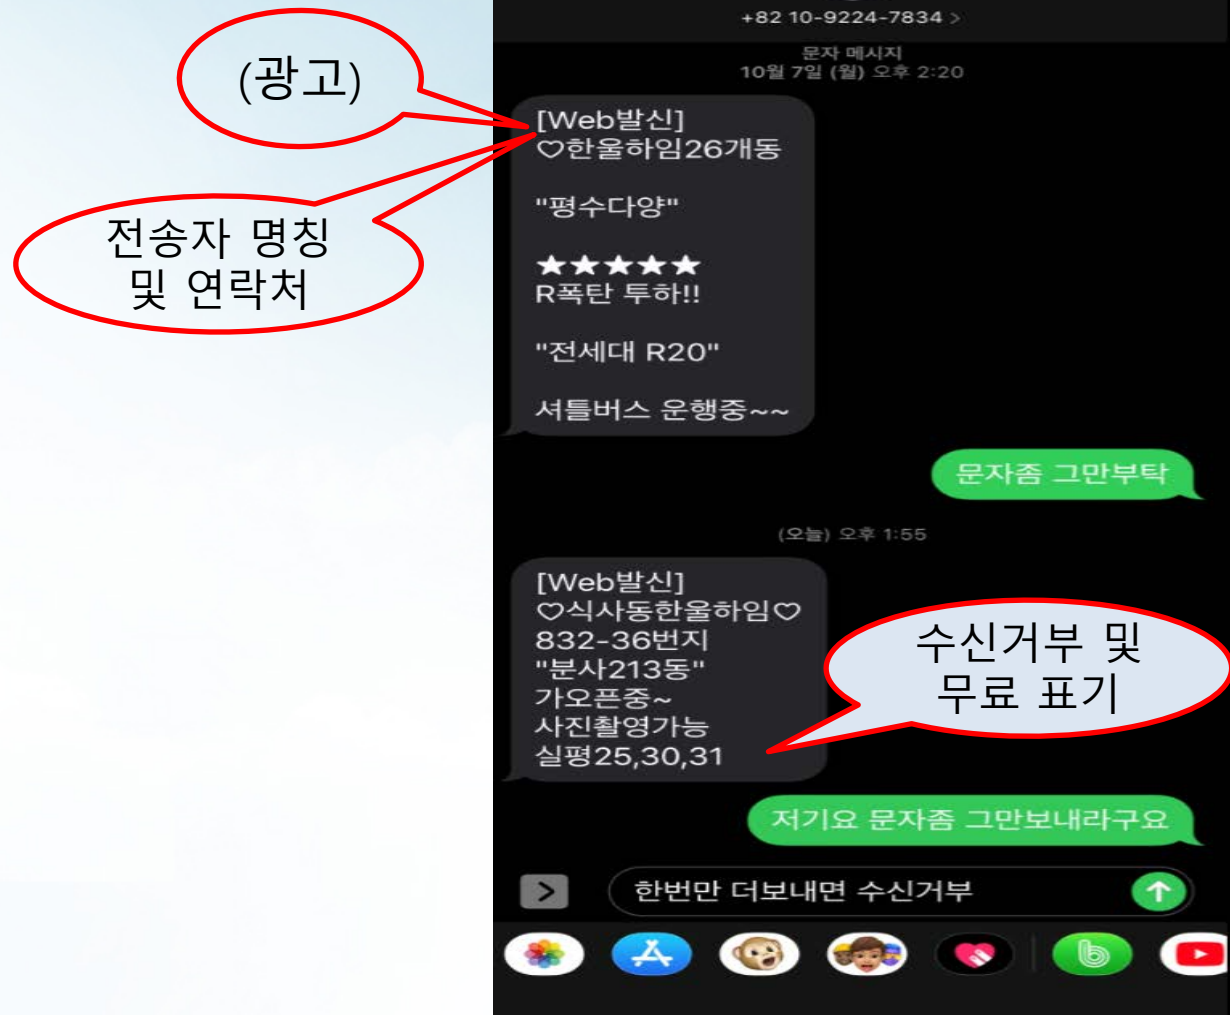 +82 10-9224-7834 >
문자 메시지
10월 7일 (월) 오후 2:20
(광고)
[Web발신]
♡한울하임26개동
"평수다양"
★★★★★
R폭탄 투하!!
"전세대 R20"
셔틀버스 운행중~~
전송자 명칭
및 연락처
문자좀 그만부탁
(오늘) 오후 1:55
[Web발신]
♡식사동한울하임♡
832-36번지
"분사213동"
가오픈중~
사진촬영가능
실평25,30,31
수신거부 및
무료 표기
저기요 문자좀 그만보내라구요
한번만 더보내면 수신거부